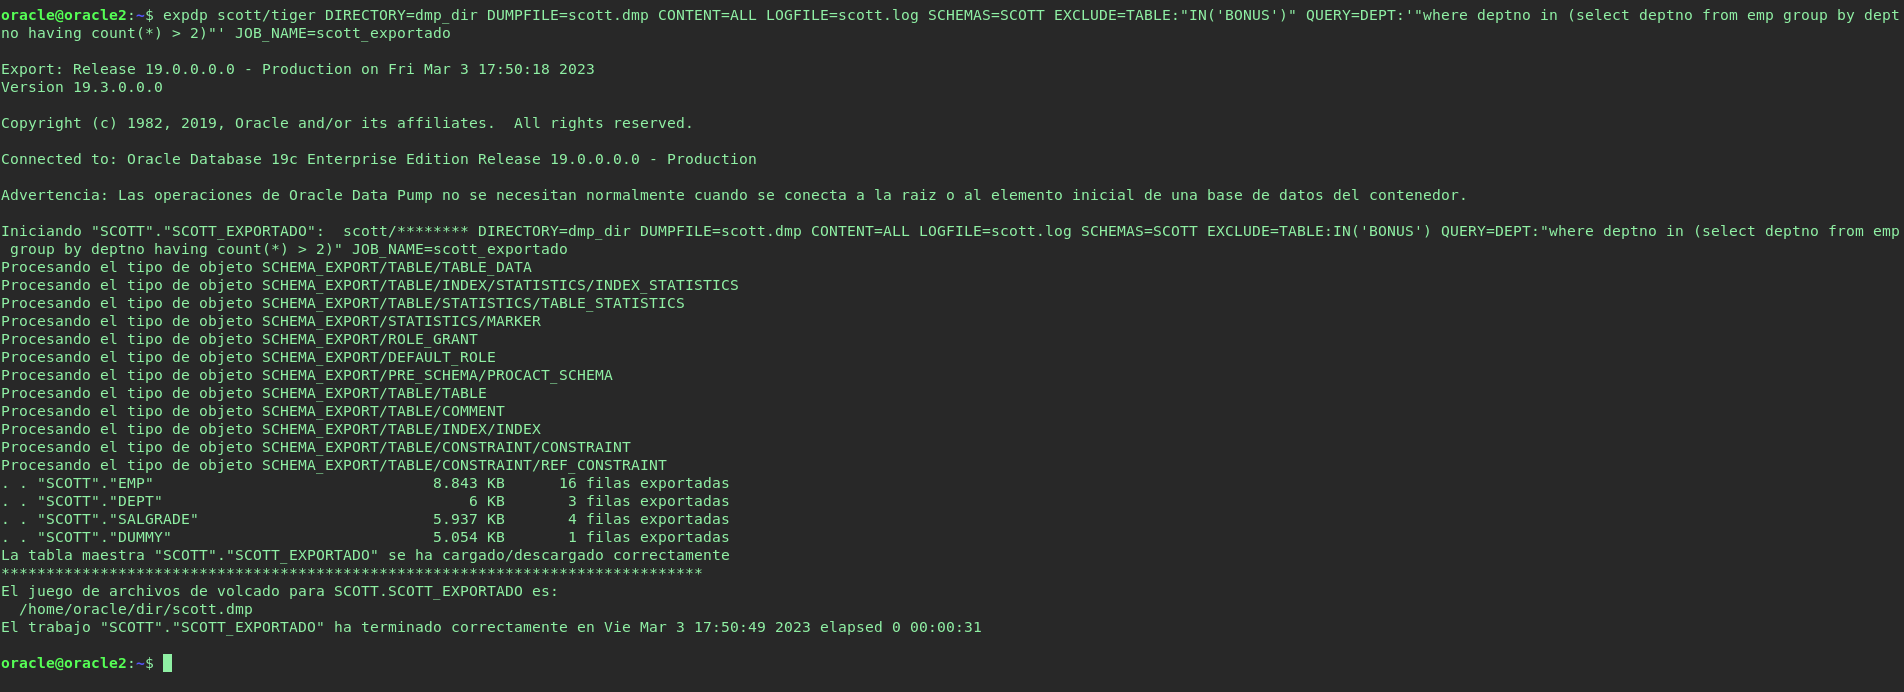 oracle@oracle2:~$ expdp scott/tiger DIRECTORY=dmp_dir DUMPFILE=scott.dmp CONTENT=ALL LOGFILE=scott.log SCHEMAS=SCOTT EXCLUDE=TABLE:"IN('BONUS')" QUERY=DEPT:'"where deptno in (select deptno from emp group by dept
no having count(*) > 2)"' JOB_NAME=scott_exportado

Export: Release 19.0.0.0.0 - Production on Fri Mar 3 17:50:18 2023
Version 19.3.0.0.0

Copyright (c) 1982, 2019, Oracle and/or its affiliates.  All rights reserved.

Connected to: Oracle Database 19c Enterprise Edition Release 19.0.0.0.0 - Production

Advertencia: Las operaciones de Oracle Data Pump no se necesitan normalmente cuando se conecta a la raiz o al elemento inicial de una base de datos del contenedor.

Iniciando "SCOTT"."SCOTT_EXPORTADO":  scott/******** DIRECTORY=dmp_dir DUMPFILE=scott.dmp CONTENT=ALL LOGFILE=scott.log SCHEMAS=SCOTT EXCLUDE=TABLE:IN('BONUS') QUERY=DEPT:"where deptno in (select deptno from emp
 group by deptno having count(*) > 2)" JOB_NAME=scott_exportado
Procesando el tipo de objeto SCHEMA_EXPORT/TABLE/TABLE_DATA
Procesando el tipo de objeto SCHEMA_EXPORT/TABLE/INDEX/STATISTICS/INDEX_STATISTICS
Procesando el tipo de objeto SCHEMA_EXPORT/TABLE/STATISTICS/TABLE_STATISTICS
Procesando el tipo de objeto SCHEMA_EXPORT/STATISTICS/MARKER
Procesando el tipo de objeto SCHEMA_EXPORT/ROLE_GRANT
Procesando el tipo de objeto SCHEMA_EXPORT/DEFAULT_ROLE
Procesando el tipo de objeto SCHEMA_EXPORT/PRE_SCHEMA/PROCACT_SCHEMA
Procesando el tipo de objeto SCHEMA_EXPORT/TABLE/TABLE
Procesando el tipo de objeto SCHEMA_EXPORT/TABLE/COMMENT
Procesando el tipo de objeto SCHEMA_EXPORT/TABLE/INDEX/INDEX
Procesando el tipo de objeto SCHEMA_EXPORT/TABLE/CONSTRAINT/CONSTRAINT
Procesando el tipo de objeto SCHEMA_EXPORT/TABLE/CONSTRAINT/REF_CONSTRAINT
. . "SCOTT"."EMP"                               8.843 KB      16 filas exportadas
. . "SCOTT"."DEPT"                                  6 KB       3 filas exportadas
. . "SCOTT"."SALGRADE"                          5.937 KB       4 filas exportadas
. . "SCOTT"."DUMMY"                             5.054 KB       1 filas exportadas
La tabla maestra "SCOTT"."SCOTT_EXPORTADO" se ha cargado/descargado correctamente
******************************************************************************
El juego de archivos de volcado para SCOTT.SCOTT_EXPORTADO es:
  /home/oracle/dir/scott.dmp
El trabajo "SCOTT"."SCOTT_EXPORTADO" ha terminado correctamente en Vie Mar 3 17:50:49 2023 elapsed 0 00:00:31

oracle@oracle2:~$